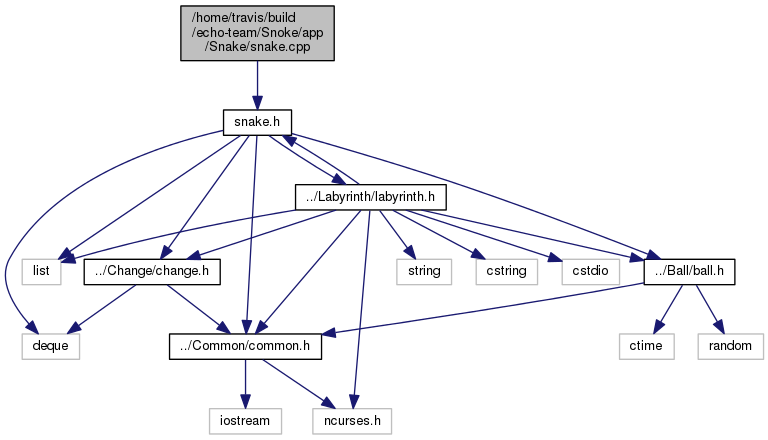 /home/travis/build
/echo-team/Snoke/app
/Snake/snake.cpp
snake.h
../Labyrinth/labyrinth.h
list
../Change/change.h
string
cstring
cstdio
../Ball/ball.h
deque
../Common/common.h
ctime
random
iostream
ncurses.h